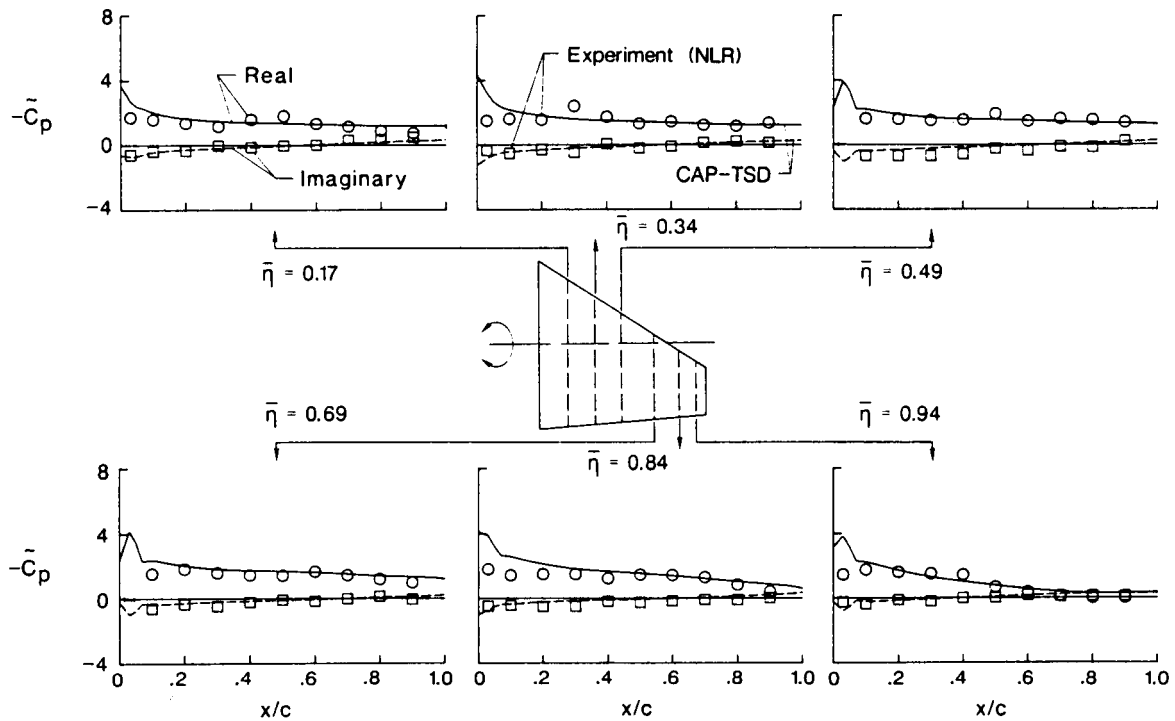 8
4
-C̃p
0
-4
Real
Imaginary
Experiment (NLR)
CAP-TSD
η̄ = 0.17
η̄ = 0.34
η̄ = 0.49
η̄ = 0.69
η̄ = 0.84
η̄ = 0.94
8
4
-C̃p
0
-4
0 .2 .4 .6 .8 1.0
0 .2 .4 .6 .8 1.0
0 .2 .4 .6 .8 1.0
x/c
x/c
x/c